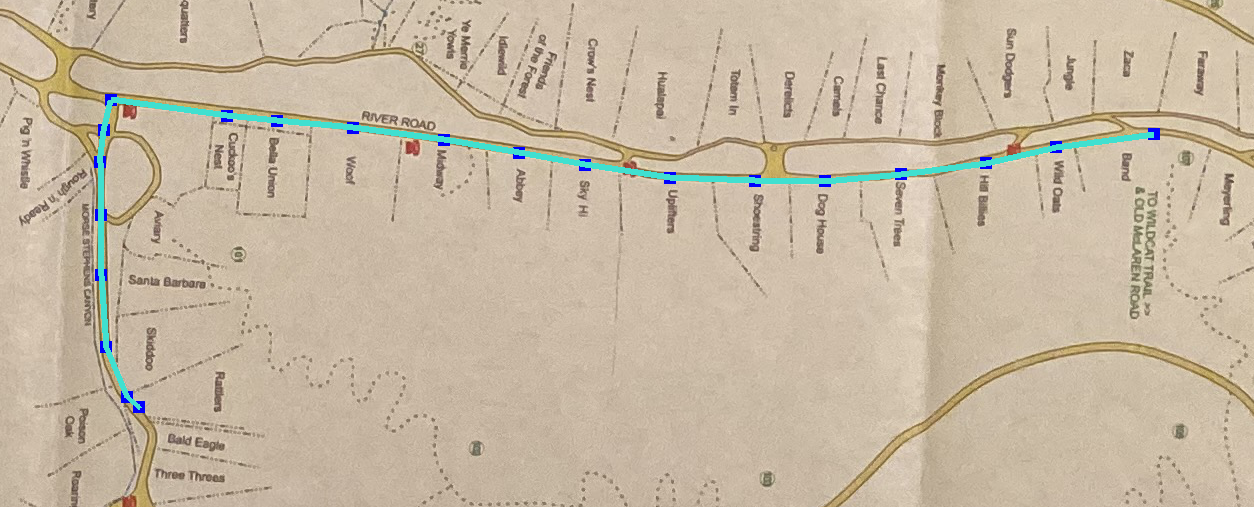 Ye Merrie
Yowls
Idlewild
Friends
of the Forest
Crow's Nest
Hualapai
Totem In
Derelicts
Camels
Last Chance
Monkey Block
Sun Dodgers
Jungle
Zaca
Faraway
27
RIVER ROAD
Pig 'n Whistle
Rough 'n Ready
MORSE STEPHENS CANYON
Aviary
Cuckoo's
Nest
Bella Union
Woof
Midway
Abbey
Sky Hi
Uplifters
Shoestring
Dog House
Seven Trees
Hill Billies
Wild Oats
Band
Meyerling
TO WILDCAT TRAIL >>
& OLD McLAREN ROAD
101
Santa Barbara
Skiddoo
Rattlers
Poison
Oak
Bald Eagle
Three Threes